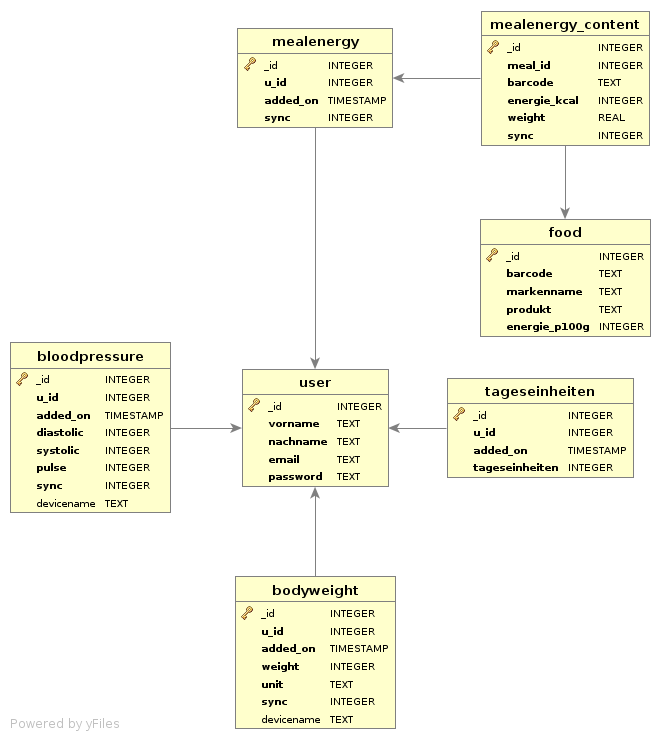 mealenergy
_id INTEGER
u_id INTEGER
added_on TIMESTAMP
sync INTEGER
mealenergy_content
_id INTEGER
meal_id INTEGER
barcode TEXT
energie_kcal INTEGER
weight REAL
sync INTEGER
food
_id INTEGER
barcode TEXT
markenname TEXT
produkt TEXT
energie_p100g INTEGER
bloodpressure
_id INTEGER
u_id INTEGER
added_on TIMESTAMP
diastolic INTEGER
systolic INTEGER
pulse INTEGER
sync INTEGER
devicename TEXT
user
_id INTEGER
vorname TEXT
nachname TEXT
email TEXT
password TEXT
tageseinheiten
_id INTEGER
u_id INTEGER
added_on TIMESTAMP
tageseinheiten INTEGER
bodyweight
_id INTEGER
u_id INTEGER
added_on TIMESTAMP
weight INTEGER
unit TEXT
sync INTEGER
devicename TEXT
Powered by yFiles